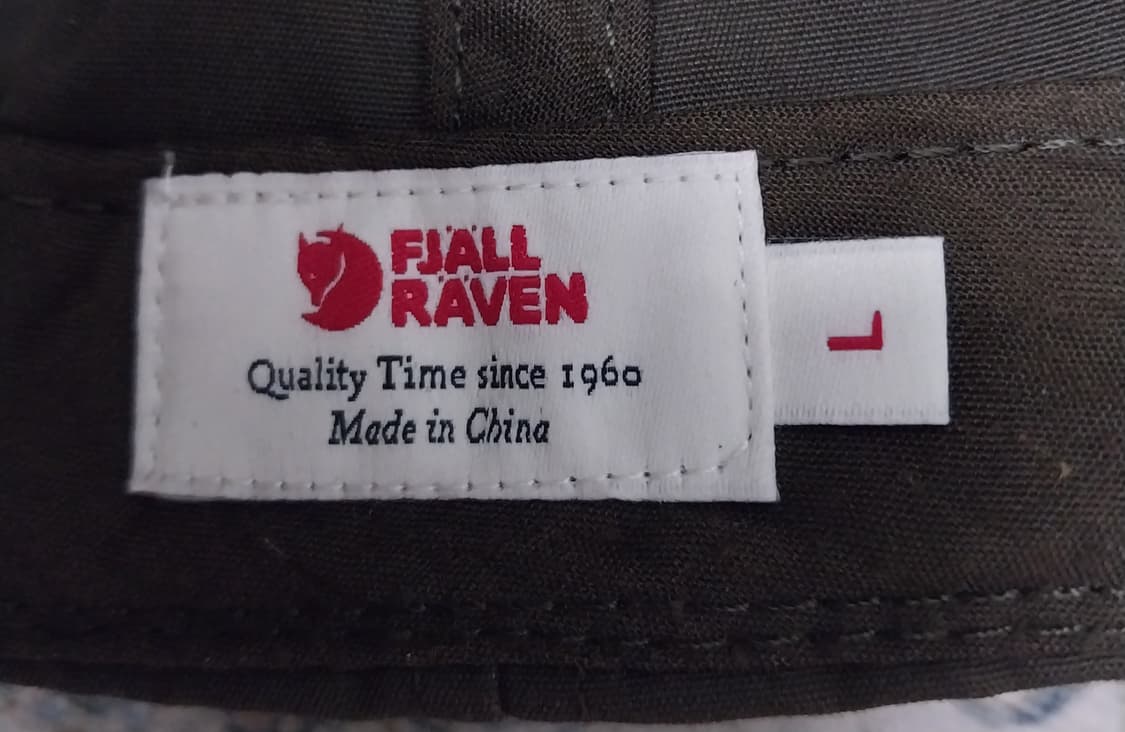 FJÄLL
RÄVEN
Quality Time since 1960
Made in China
L